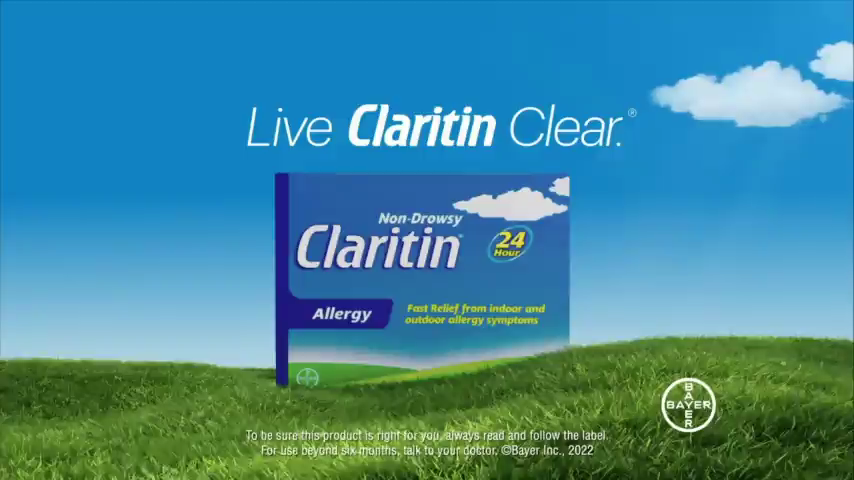 Live Claritin Clear.®
Non-Drowsy
Claritin
24
Hour
Allergy
Fast Relief from indoor and
outdoor allergy symptoms
BAYER
BAYER
To be sure this product is right for you, always read and follow the label.
For use beyond six months, talk to your doctor. ©Bayer Inc., 2022